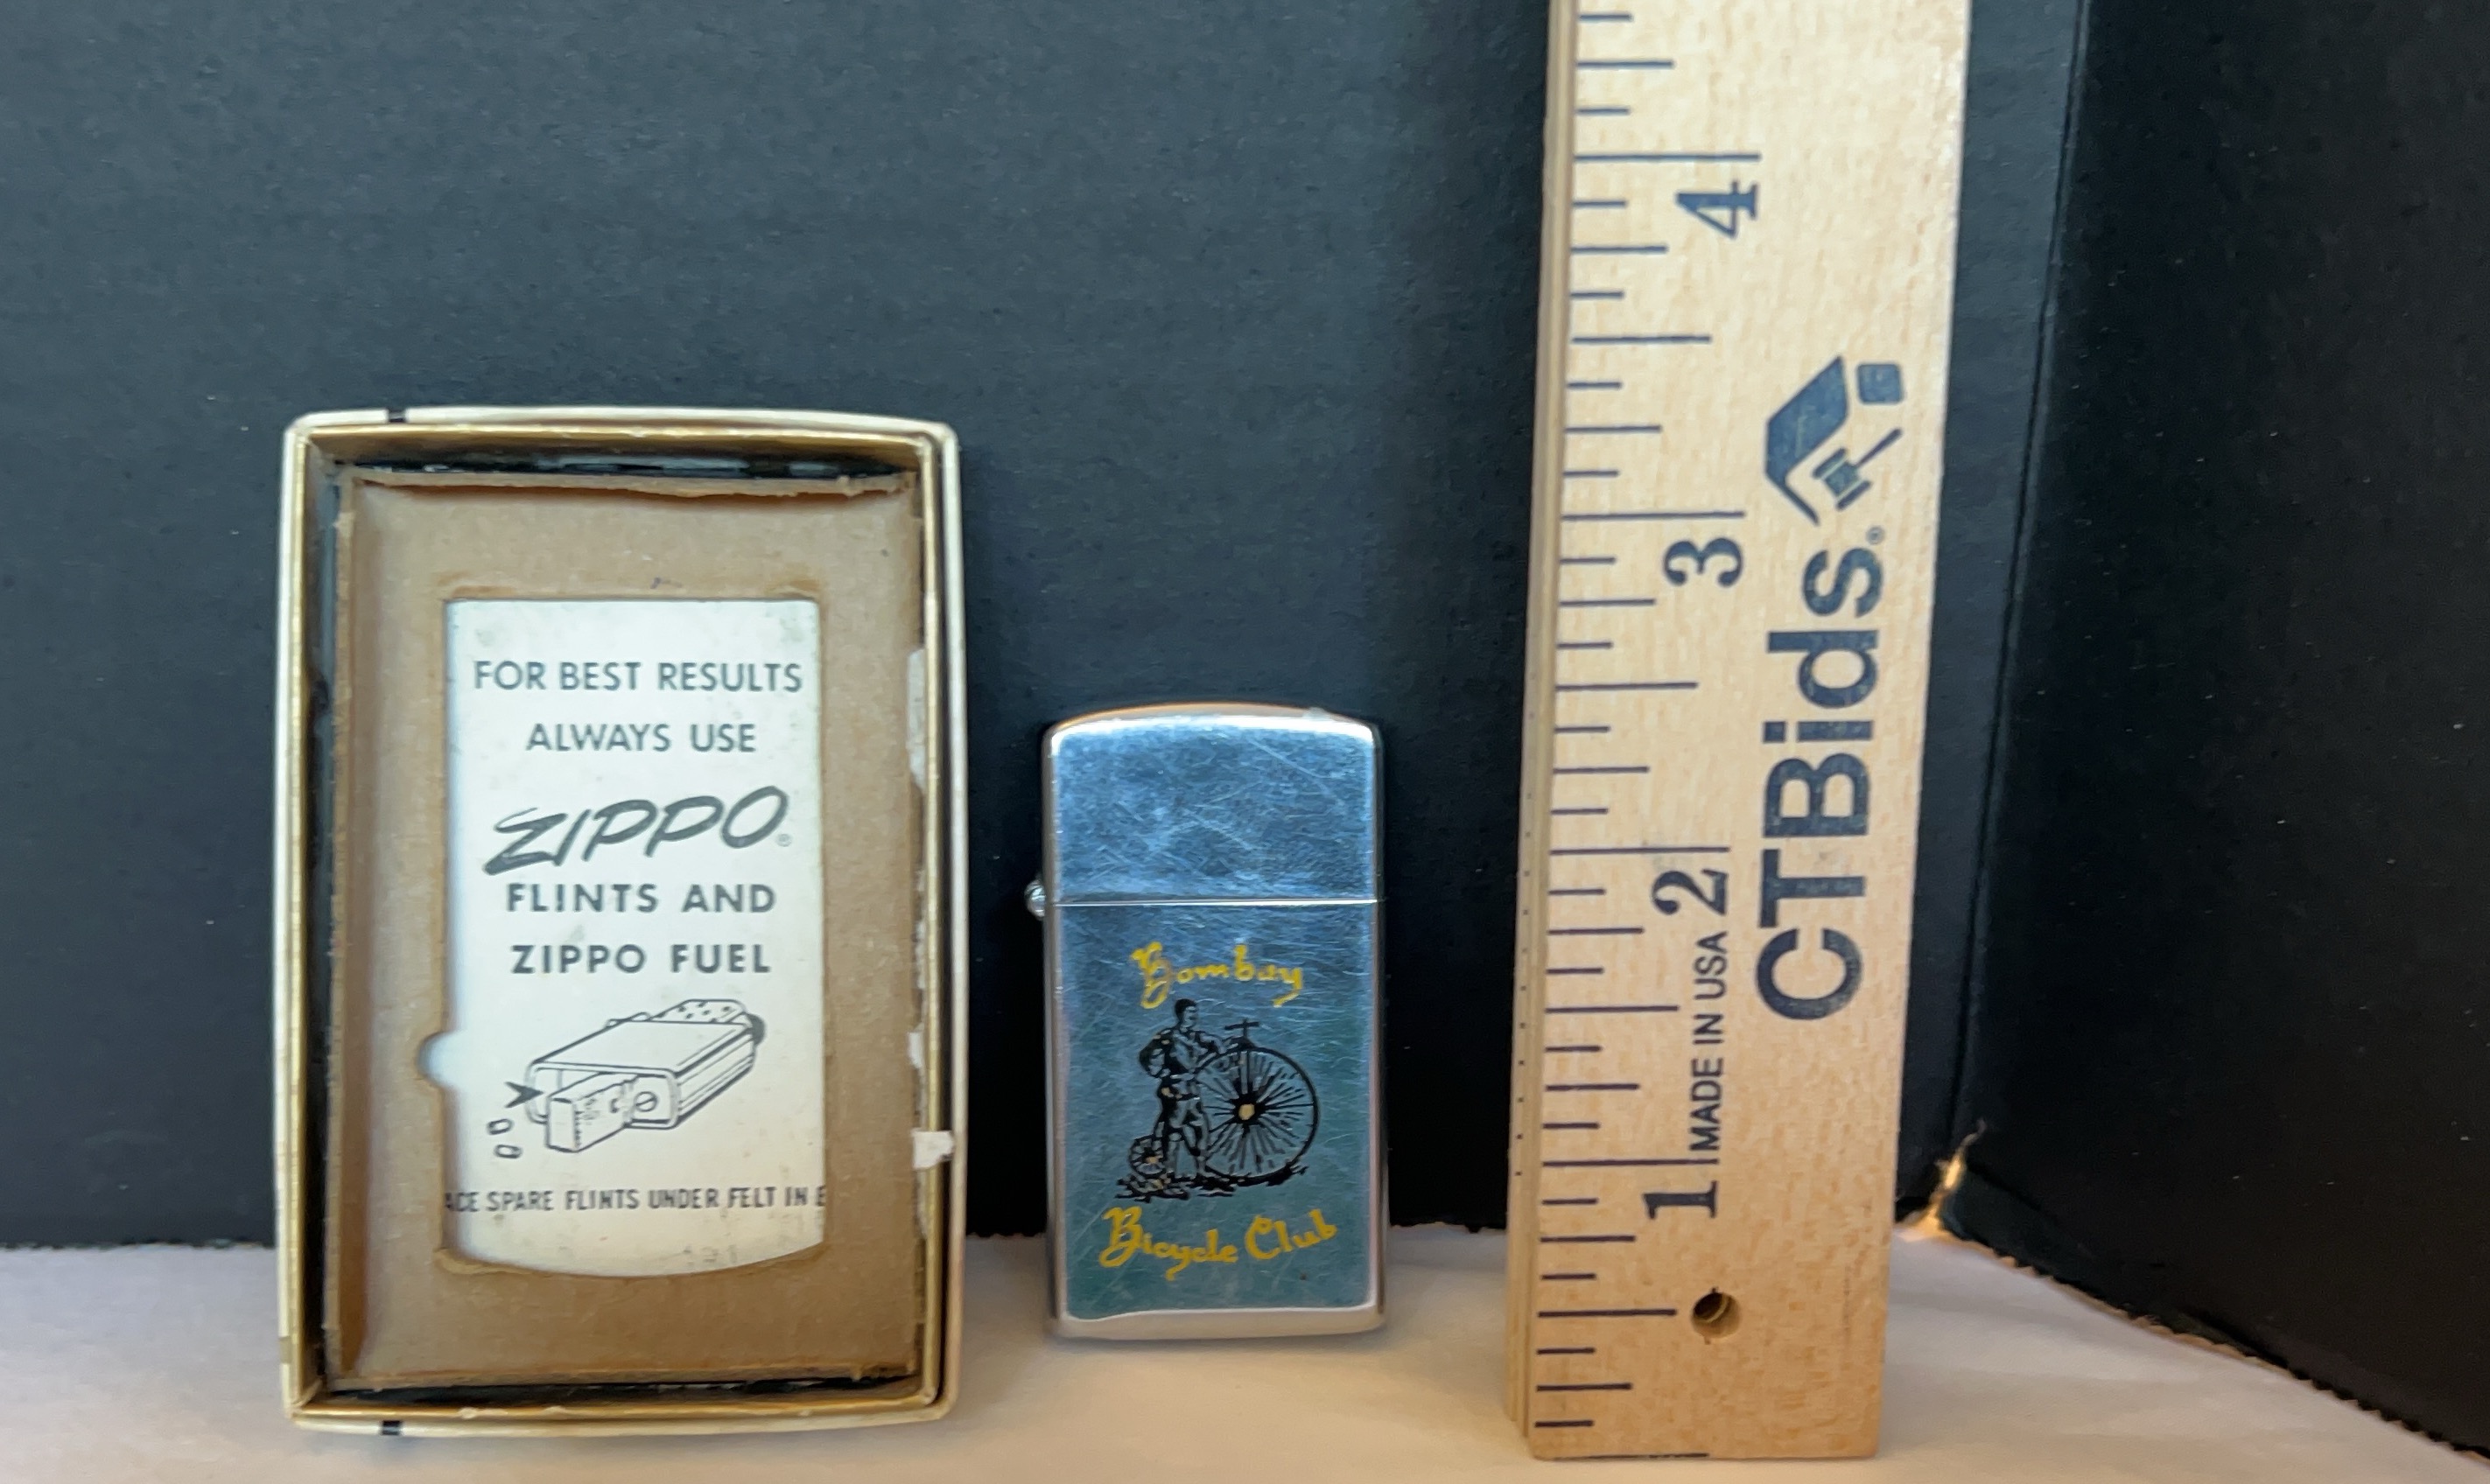 FOR BEST RESULTS
ALWAYS USE
ZIPPO®
FLINTS AND
ZIPPO FUEL
SPARE FLINTS UNDER FELT IN
Bombay
Bicycle Club
4
3
2
1
MADE IN USA
CTBids®